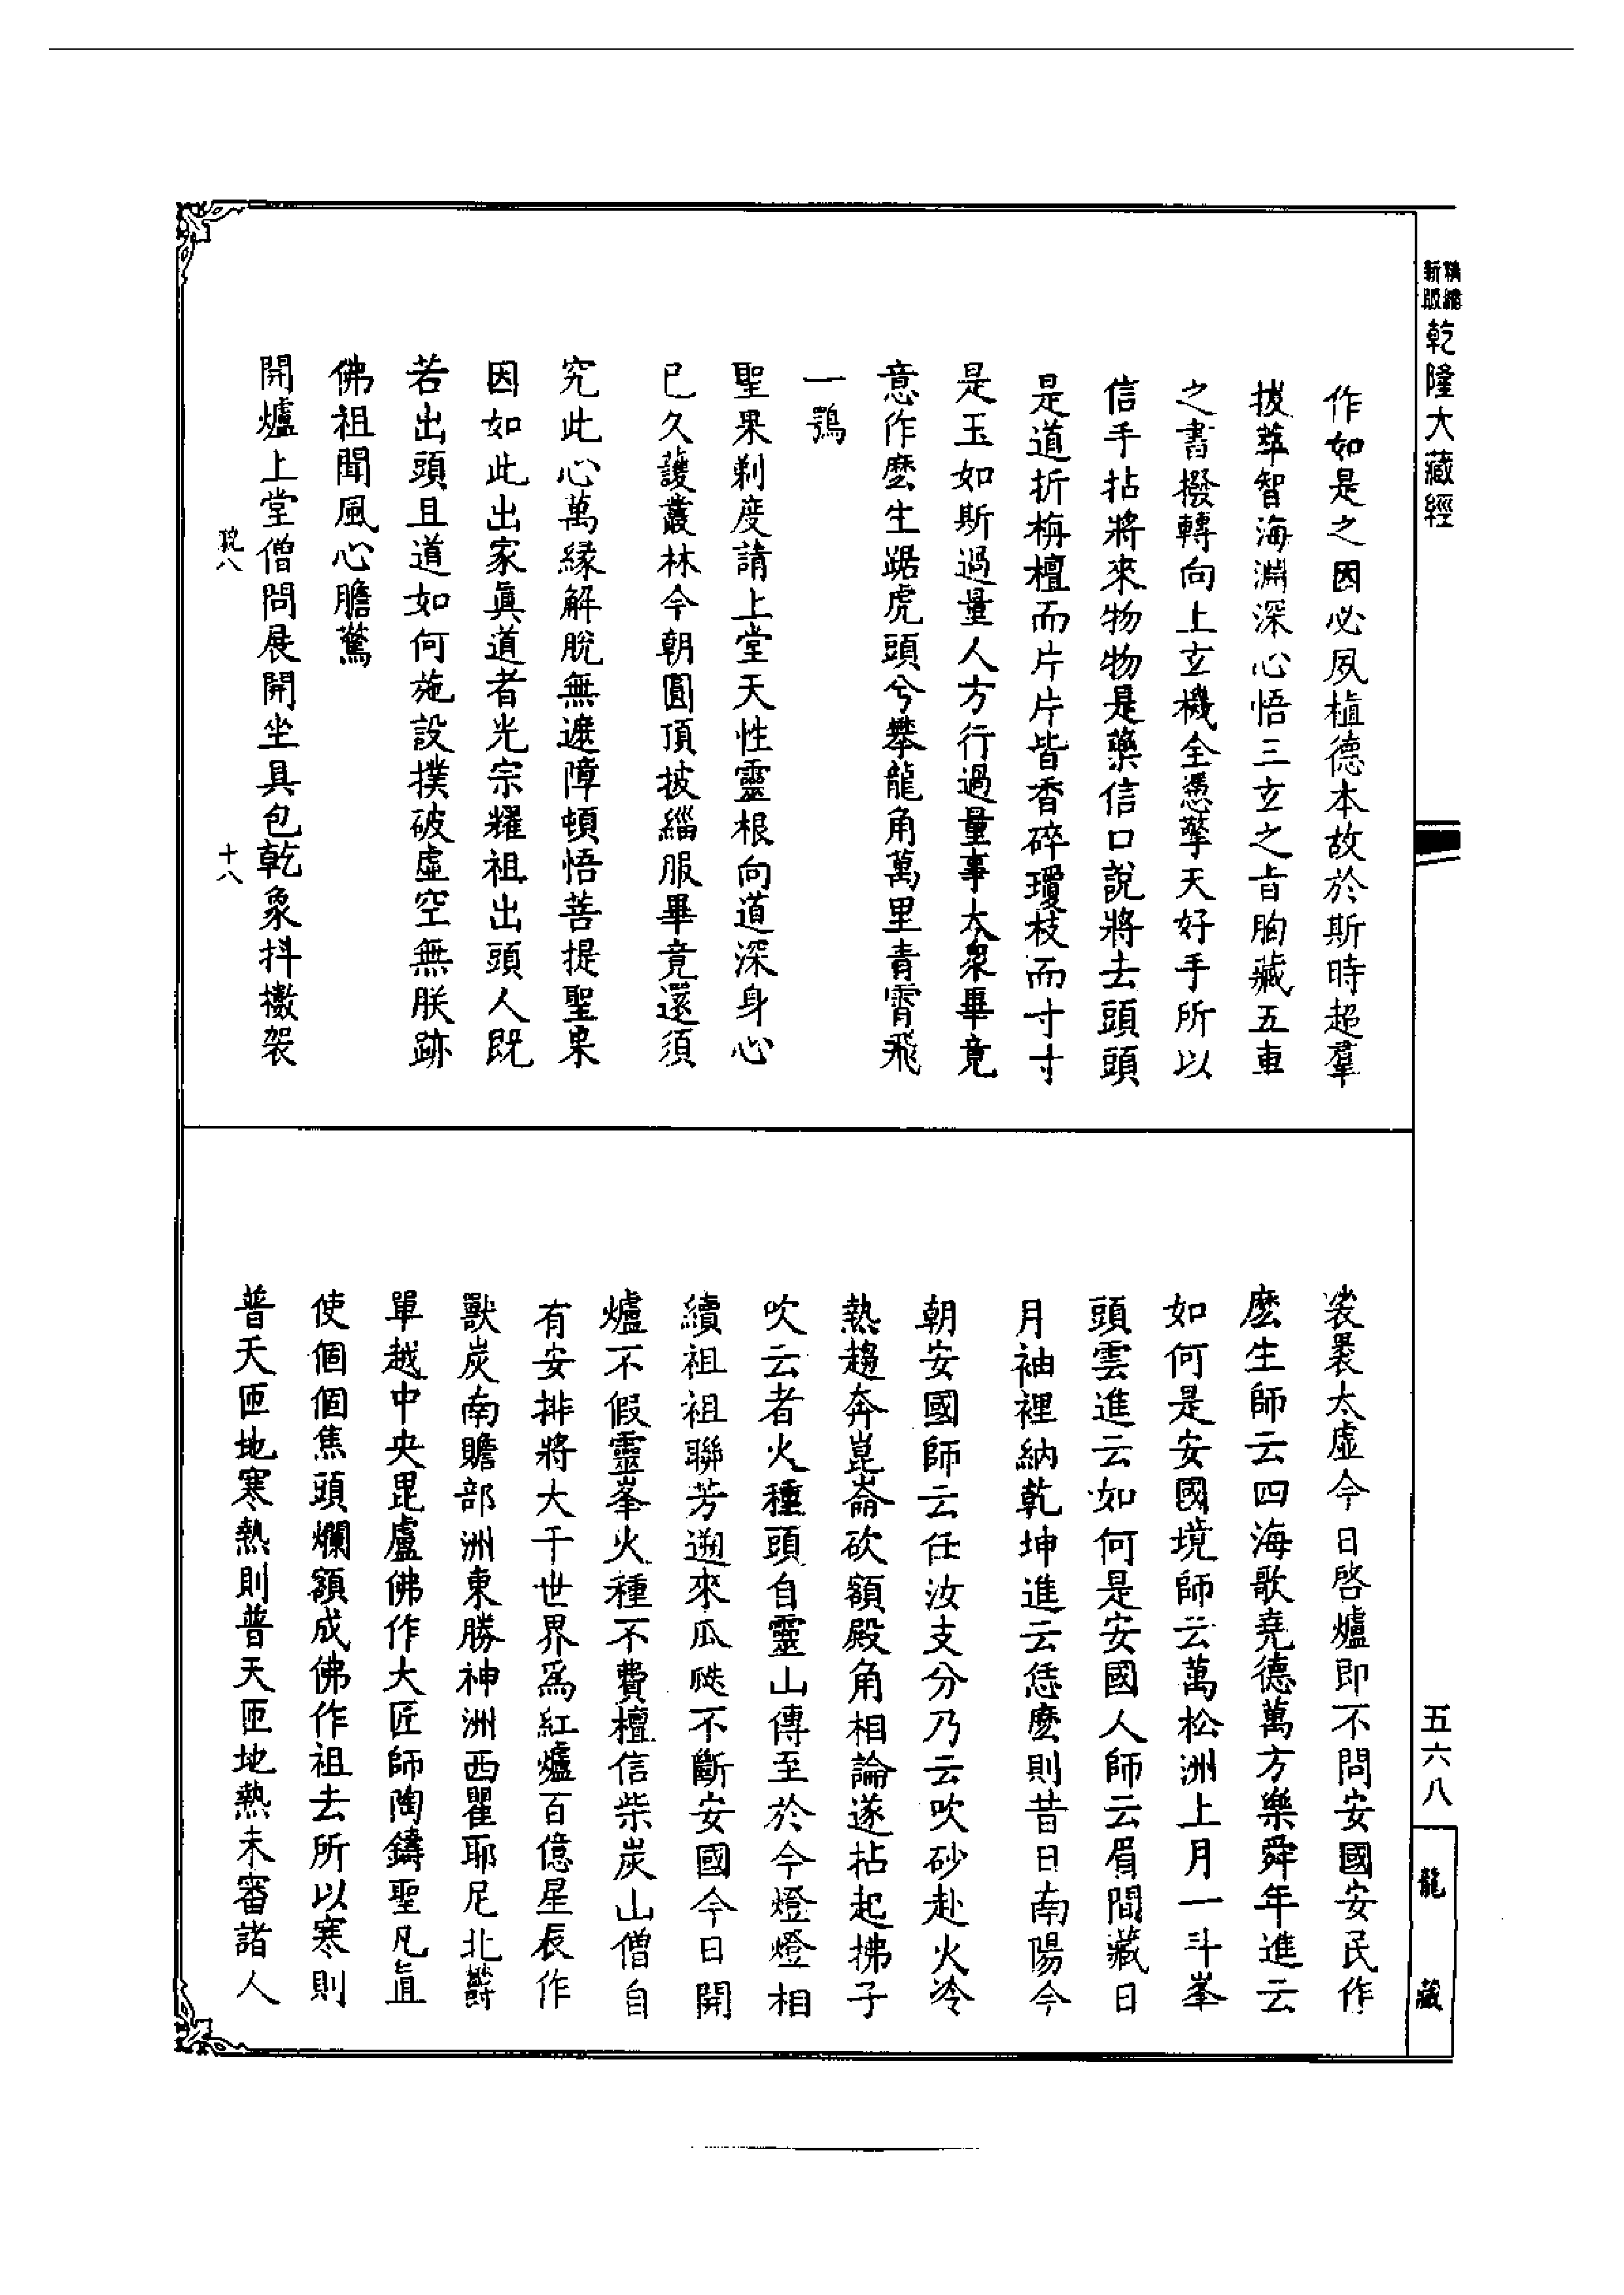 精縮
新版
乾隆大藏經
五六八
龍藏
作如是之因必夙植德本故於斯時超羣
拔萃智海淵深心悟三玄之旨胸藏五車
之書撥轉向上玄機全憑擎天好手所以
信手拈將來物物是藥信口說將去頭頭
是道折栴檀而片片皆香碎瓊枝而寸寸
是玉如斯過量人方行過量事大眾畢竟
意作麽生踞虎頭兮攀龍角萬里青霄飛
一鶚
聖果剃度請上堂天性靈根向道深身心
已久護叢林今朝圓頂披緇服畢竟還須
究此心萬緣解脫無遮障頓悟菩提聖果
因如此出家眞道者光宗耀祖出頭人既
若出頭且道如何施設撲破虛空無朕跡
佛祖聞風心膽驚
開爐上堂僧問展開坐具包乾象抖擻袈
十八
裟褁太虛今日啓爐即不問安國安民作
麽生師云四海歌堯德萬方樂舜年進云
如何是安國境師云萬松洲上月一斗峯
頭雲進云如何是安國人師云眉間藏日
月袖裡納乾坤進云恁麽則昔日南陽今
朝安國師云任汝支分乃云吹砂赴火冷
熱趨奔崑崙砍額殿角相論遂拈起拂子
吹云者火種頭自靈山傳至於今燈燈相
續祖祖聯芳遡來瓜瓞不斷安國今日開
爐不假靈峯火種不費檀信柴炭山僧自
有安排將大千世界爲紅爐百億星辰作
獸炭南贍部洲東勝神洲西瞿耶尼北欝
單越中央毘盧佛作大匠師陶鑄聖凡眞
使個個焦頭爛額成佛作祖去所以寒則
普天匝地寒熱則普天匝地熱未審諸人